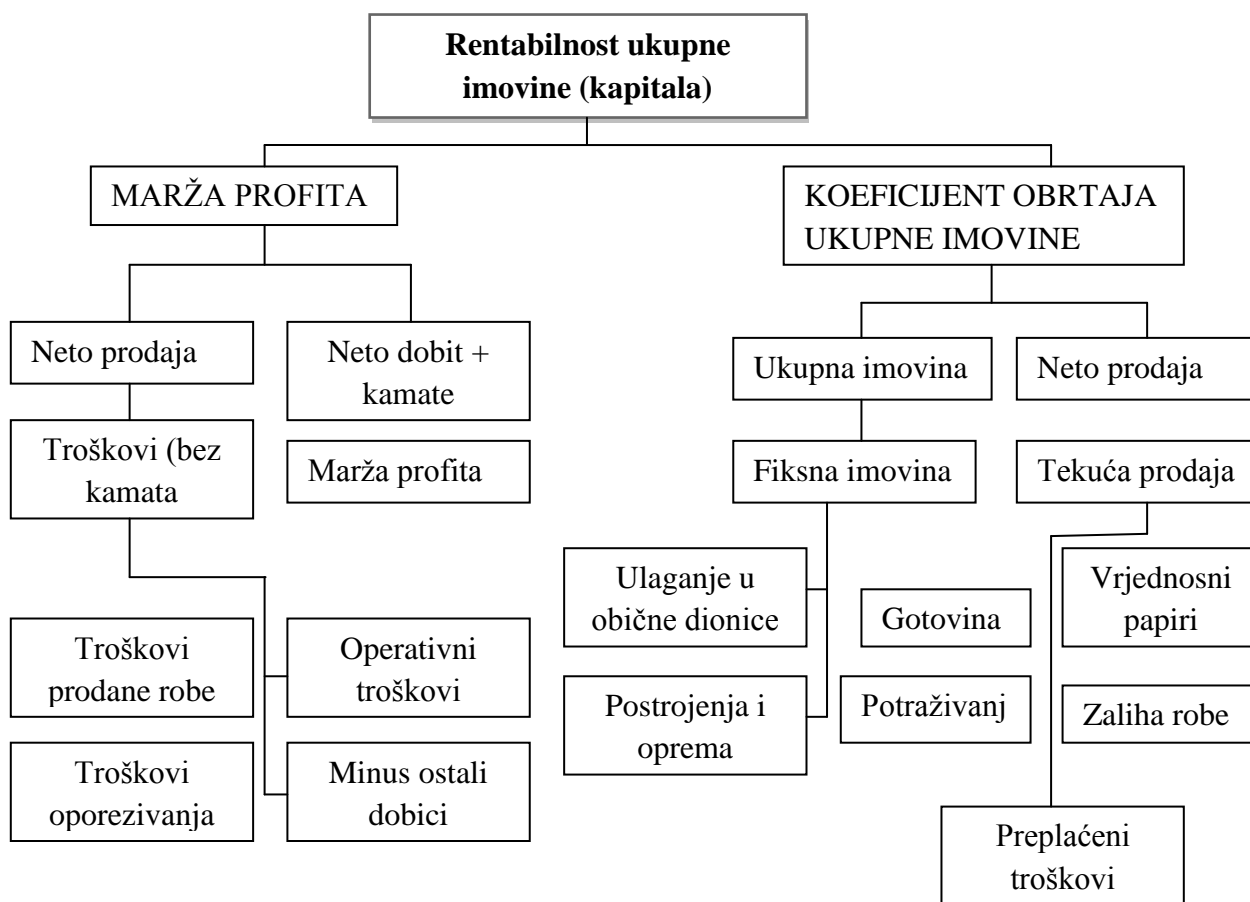 Rentabilnost ukupne
imovine (kapitala)
MARŽA PROFITA
KOEFICIJENT OBRTAJA
UKUPNE IMOVINE
Neto prodaja
Neto dobit +
kamate
Ukupna imovina
Neto prodaja
Troškovi (bez
kamata
Marža profita
Fiksna imovina
Tekuća prodaja
Ulaganje u
obične dionice
Gotovina
Vrjednosni
papiri
Troškovi
prodane robe
Operativni
troškovi
Postrojenja i
oprema
Potraživanj
Zaliha robe
Troškovi
oporezivanja
Minus ostali
dobici
Preplaćeni
troškovi